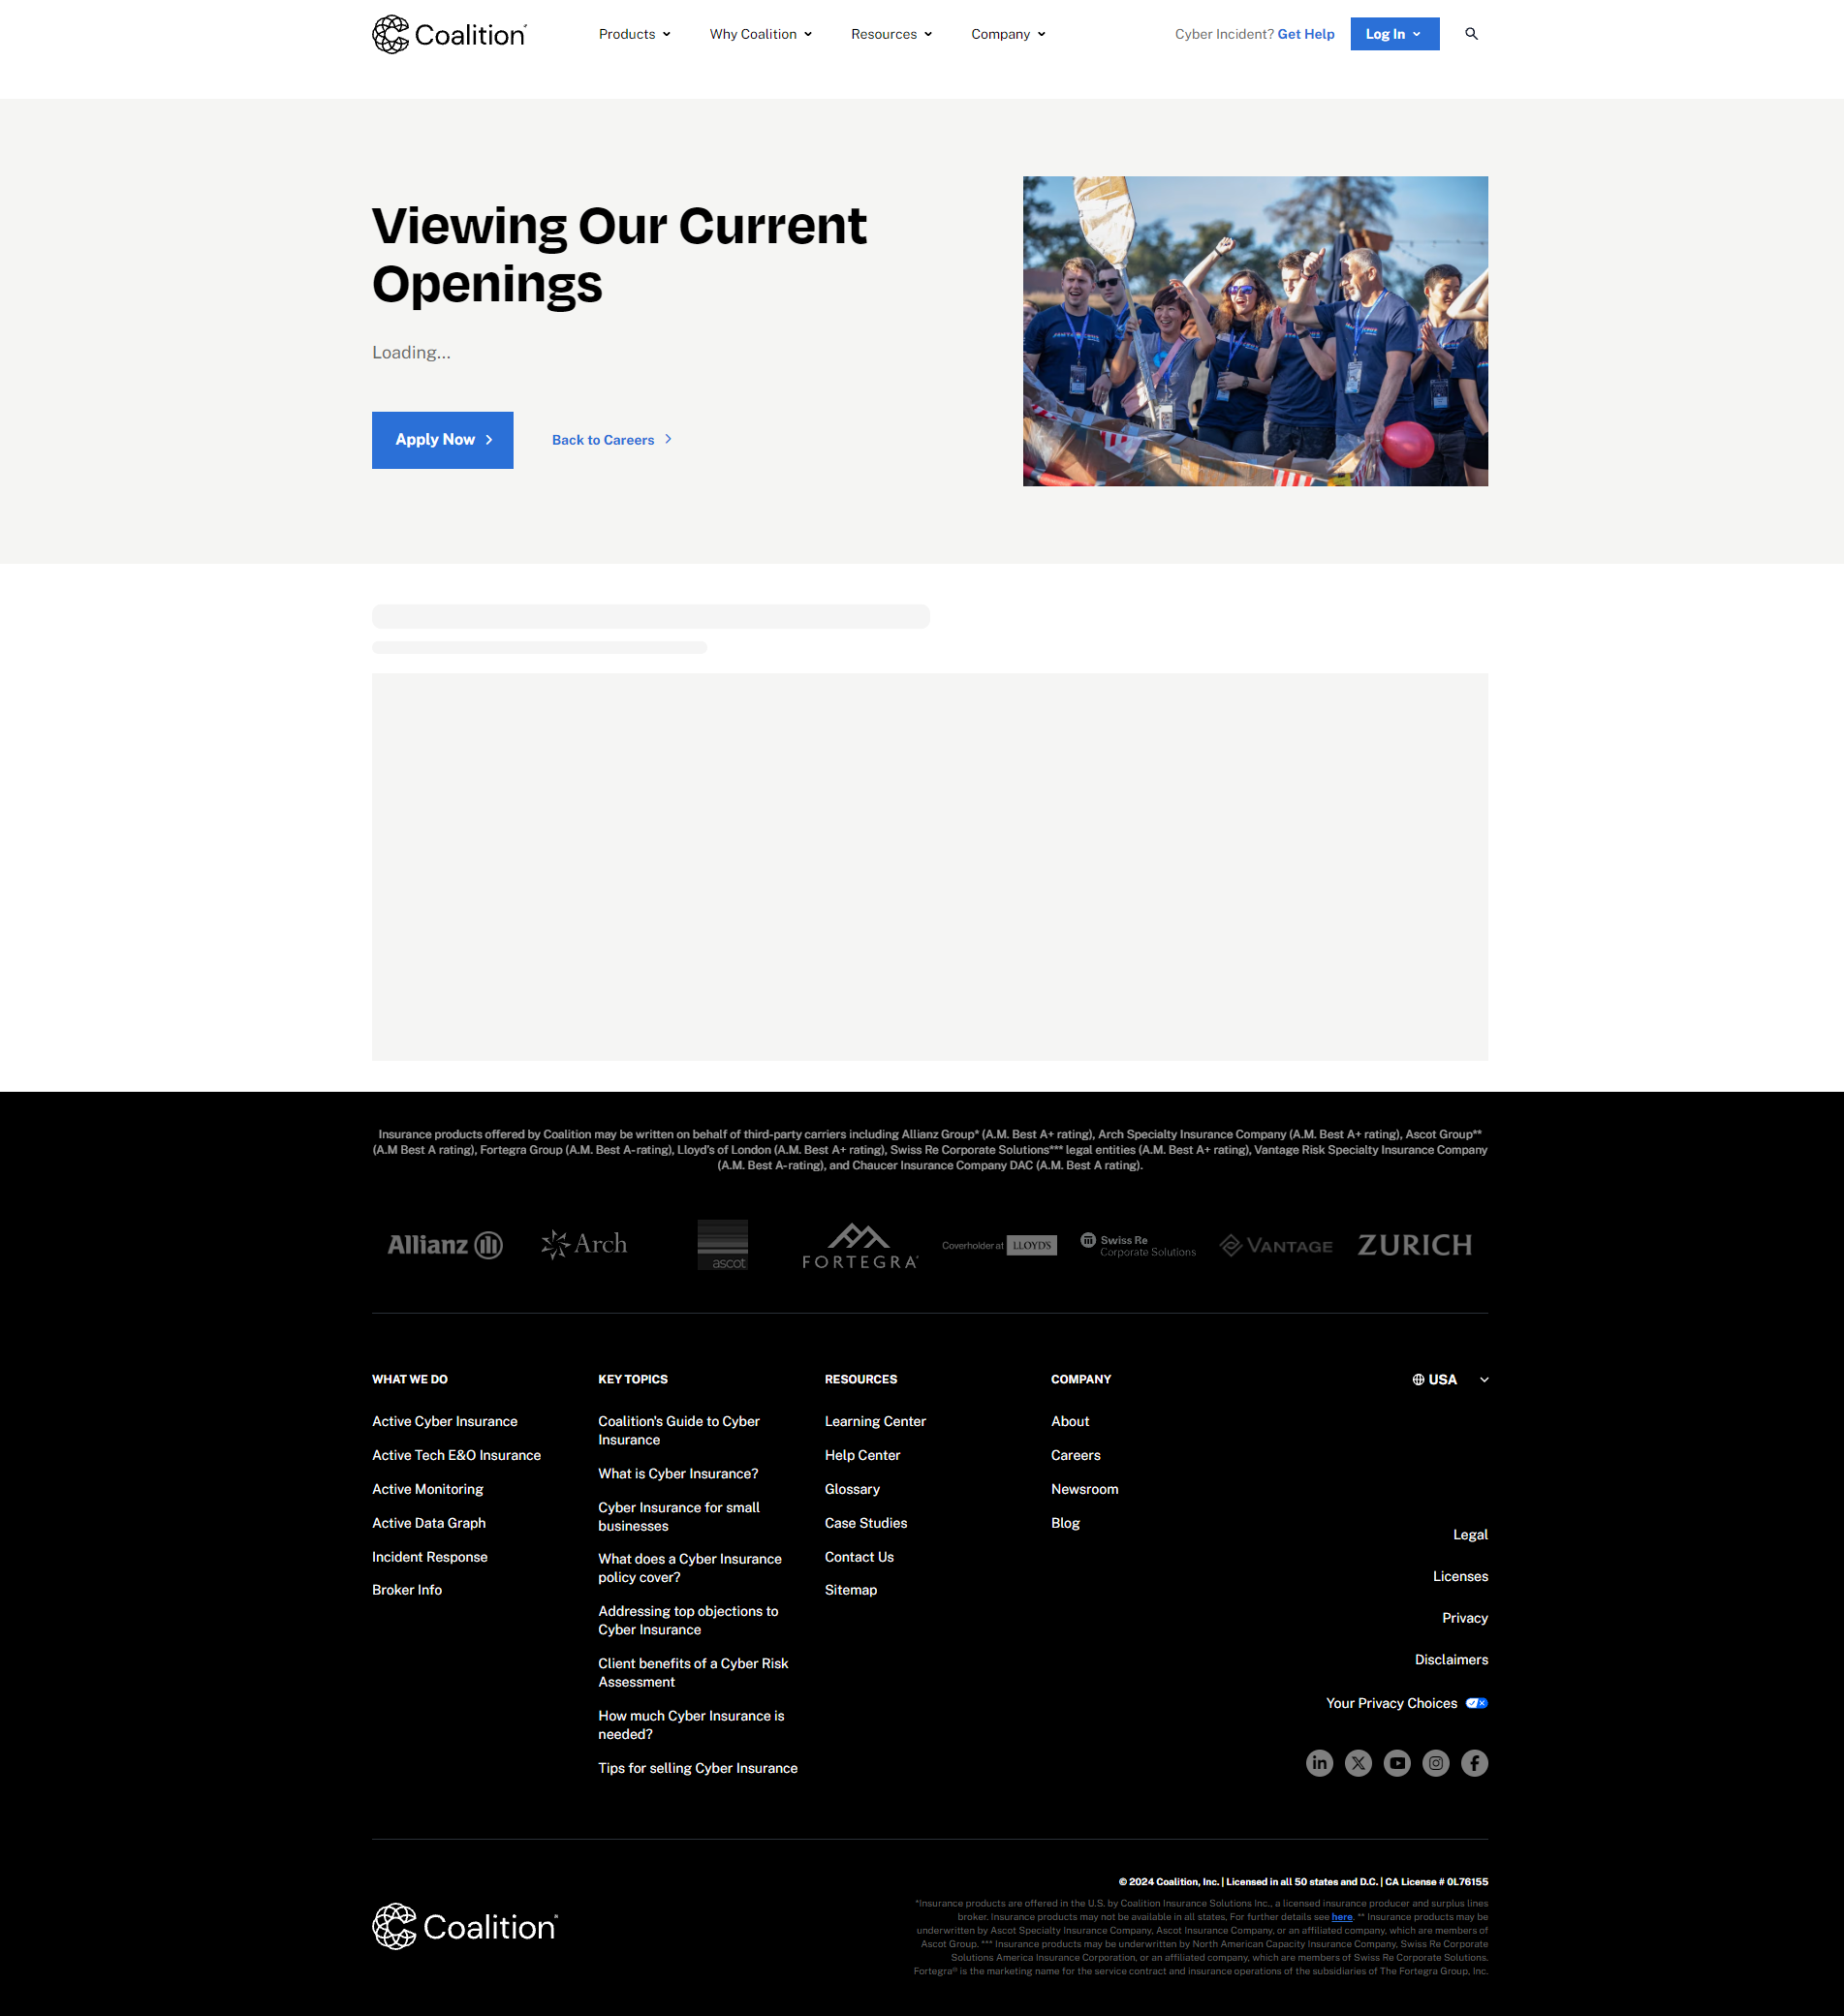 Coalition
Products
Why Coalition
Resources
Company
Cyber Incident? Get Help
Log In
Viewing Our Current
Openings
Loading...
Apply Now
Back to Careers
Insurance products offered by Coalition may be written on behalf of third-party carriers including Allianz Group* (A.M. Best A+ rating), Arch Specialty Insurance Company (A.M. Best A+ rating), Ascot Group**
(A.M Best A rating), Fortegra Group (A.M. Best A- rating), Lloyd's of London (A.M. Best A+ rating), Swiss Re Corporate Solutions*** legal entities (A.M. Best A+ rating), Vantage Risk Specialty Insurance Company
(A.M. Best A- rating), and Chaucer Insurance Company DAC (A.M. Best A rating).
Allianz
Arch
ascot
FORTEGRA
Coverholder at LLOYD'S
Swiss Re
Corporate Solutions
VANTAGE
ZURICH
WHAT WE DO
Active Cyber Insurance
Active Tech E&O Insurance
Active Monitoring
Active Data Graph
Incident Response
Broker Info
KEY TOPICS
Coalition's Guide to Cyber
Insurance
What is Cyber Insurance?
Cyber Insurance for small
businesses
What does a Cyber Insurance
policy cover?
Addressing top objections to
Cyber Insurance
Client benefits of a Cyber Risk
Assessment
How much Cyber Insurance is
needed?
Tips for selling Cyber Insurance
RESOURCES
Learning Center
Help Center
Glossary
Case Studies
Contact Us
Sitemap
COMPANY
About
Careers
Newsroom
Blog
USA
Legal
Licenses
Privacy
Disclaimers
Your Privacy Choices
Coalition
© 2024 Coalition, Inc. | Licensed in all 50 states and D.C. | CA License # 0L76155
*Insurance products are offered in the U.S. by Coalition Insurance Solutions Inc., a licensed insurance producer and surplus lines
broker. Insurance products may not be available in all states, For further details see here. ** Insurance products may be
underwritten by Ascot Specialty Insurance Company, Ascot Insurance Company, or an affiliated company, which are members of
Ascot Group. *** Insurance products may be underwritten by North American Capacity Insurance Company, Swiss Re Corporate
Solutions America Insurance Corporation, or an affiliated company, which are members of Swiss Re Corporate Solutions.
Fortegra® is the marketing name for the service contract and insurance operations of the subsidiaries of The Fortegra Group, Inc.